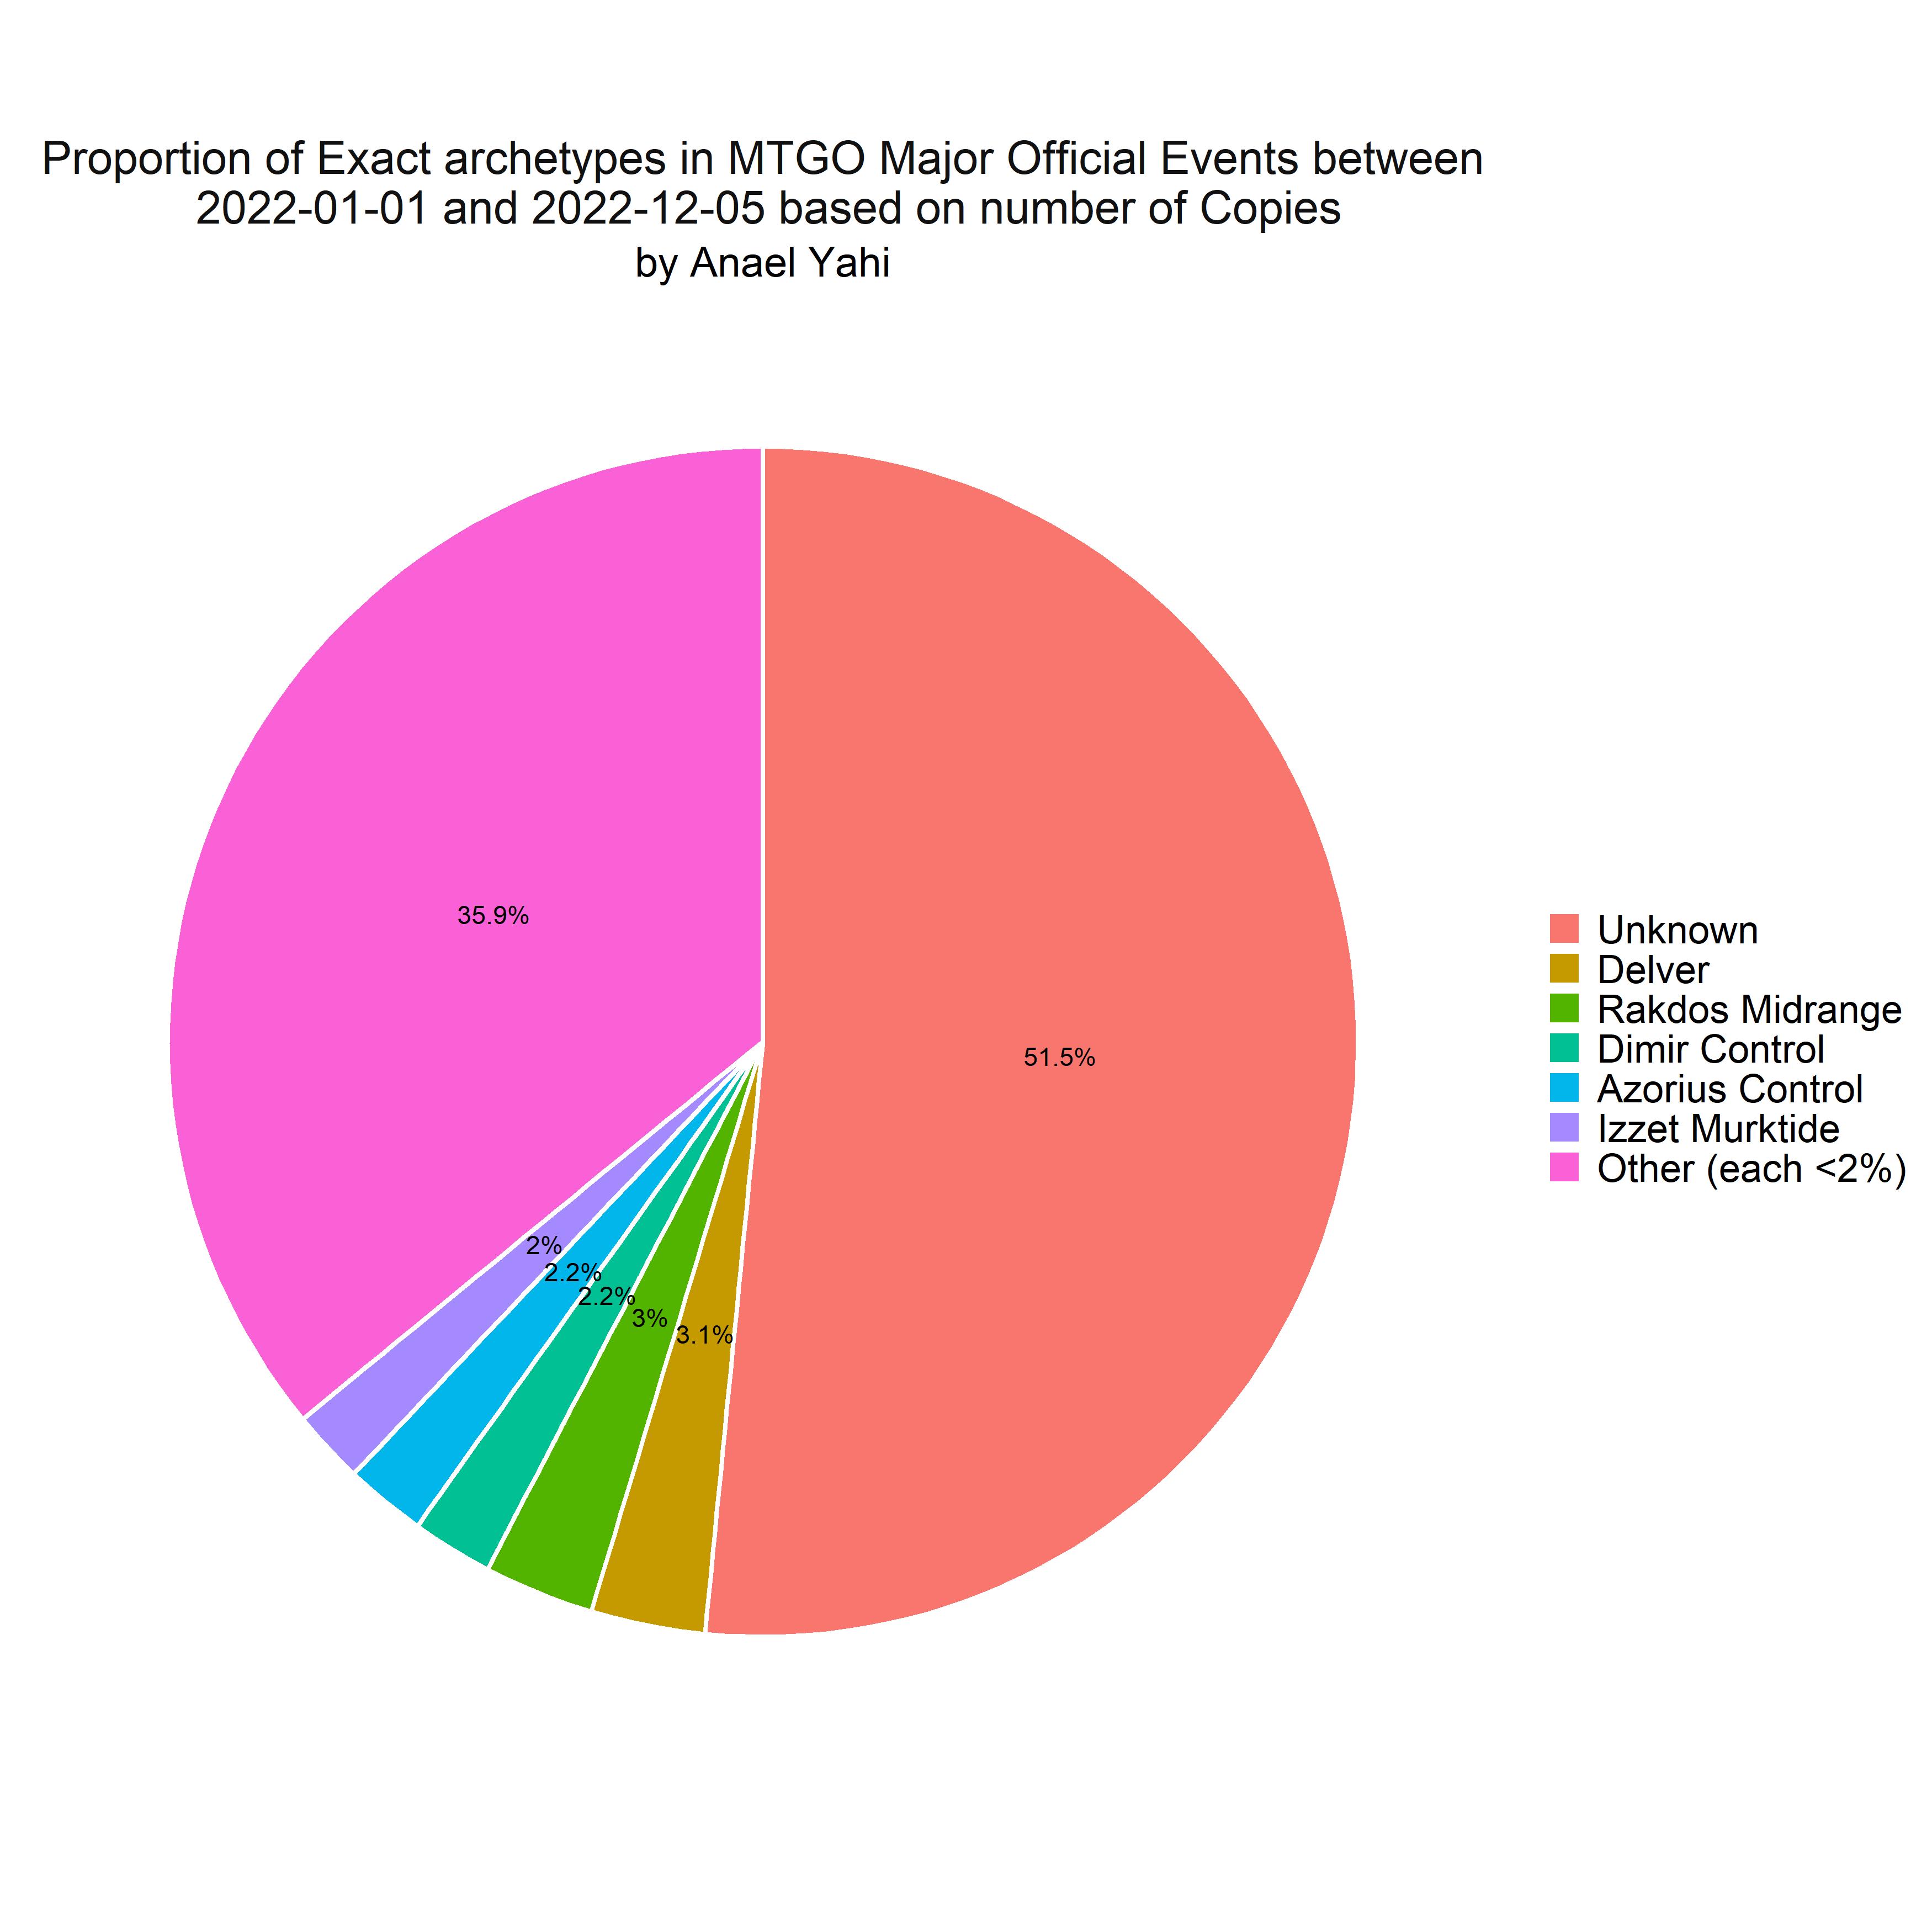 Proportion of Exact archetypes in MTGO Major Official Events between
2022-01-01 and 2022-12-05 based on number of Copies
by Anael Yahi
35.9%
51.5%
2%
2.2%
2.2%
3%
3.1%
Unknown
Delver
Rakdos Midrange
Dimir Control
Azorius Control
Izzet Murktide
Other (each <2%)